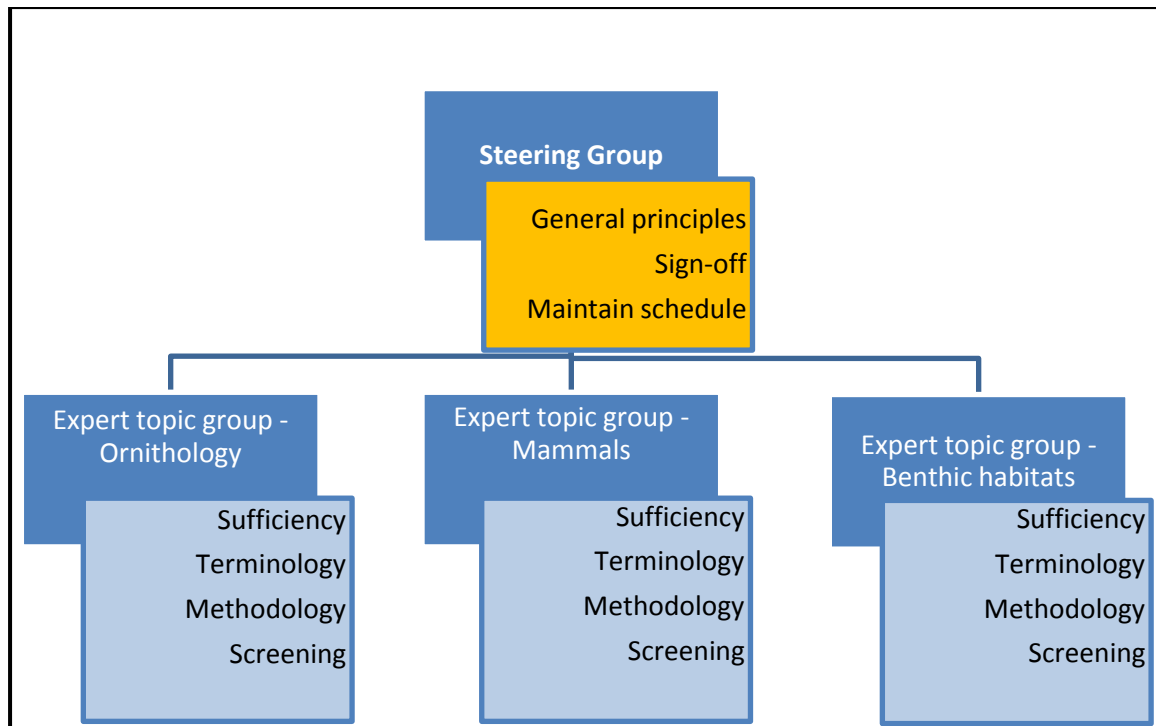 Steering Group
General principles
Sign-off
Maintain schedule
Expert topic group -
Ornithology
Sufficiency
Terminology
Methodology
Screening
Expert topic group -
Mammals
Sufficiency
Terminology
Methodology
Screening
Expert topic group -
Benthic habitats
Sufficiency
Terminology
Methodology
Screening